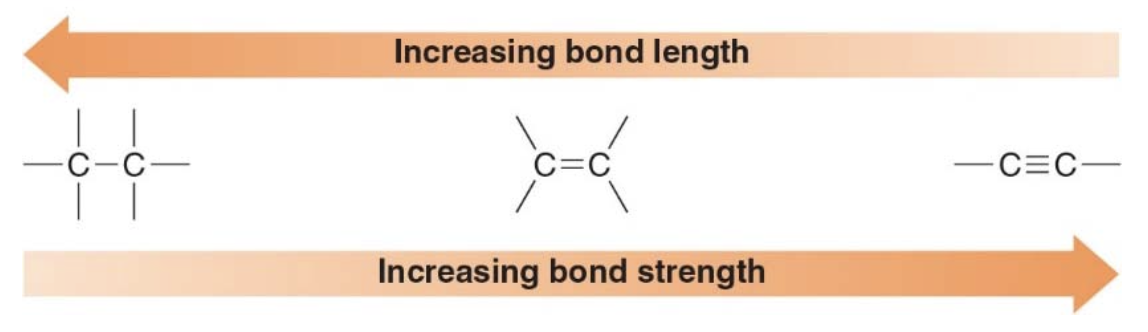 Increasing bond length
C–C C=C C≡C
Increasing bond strength